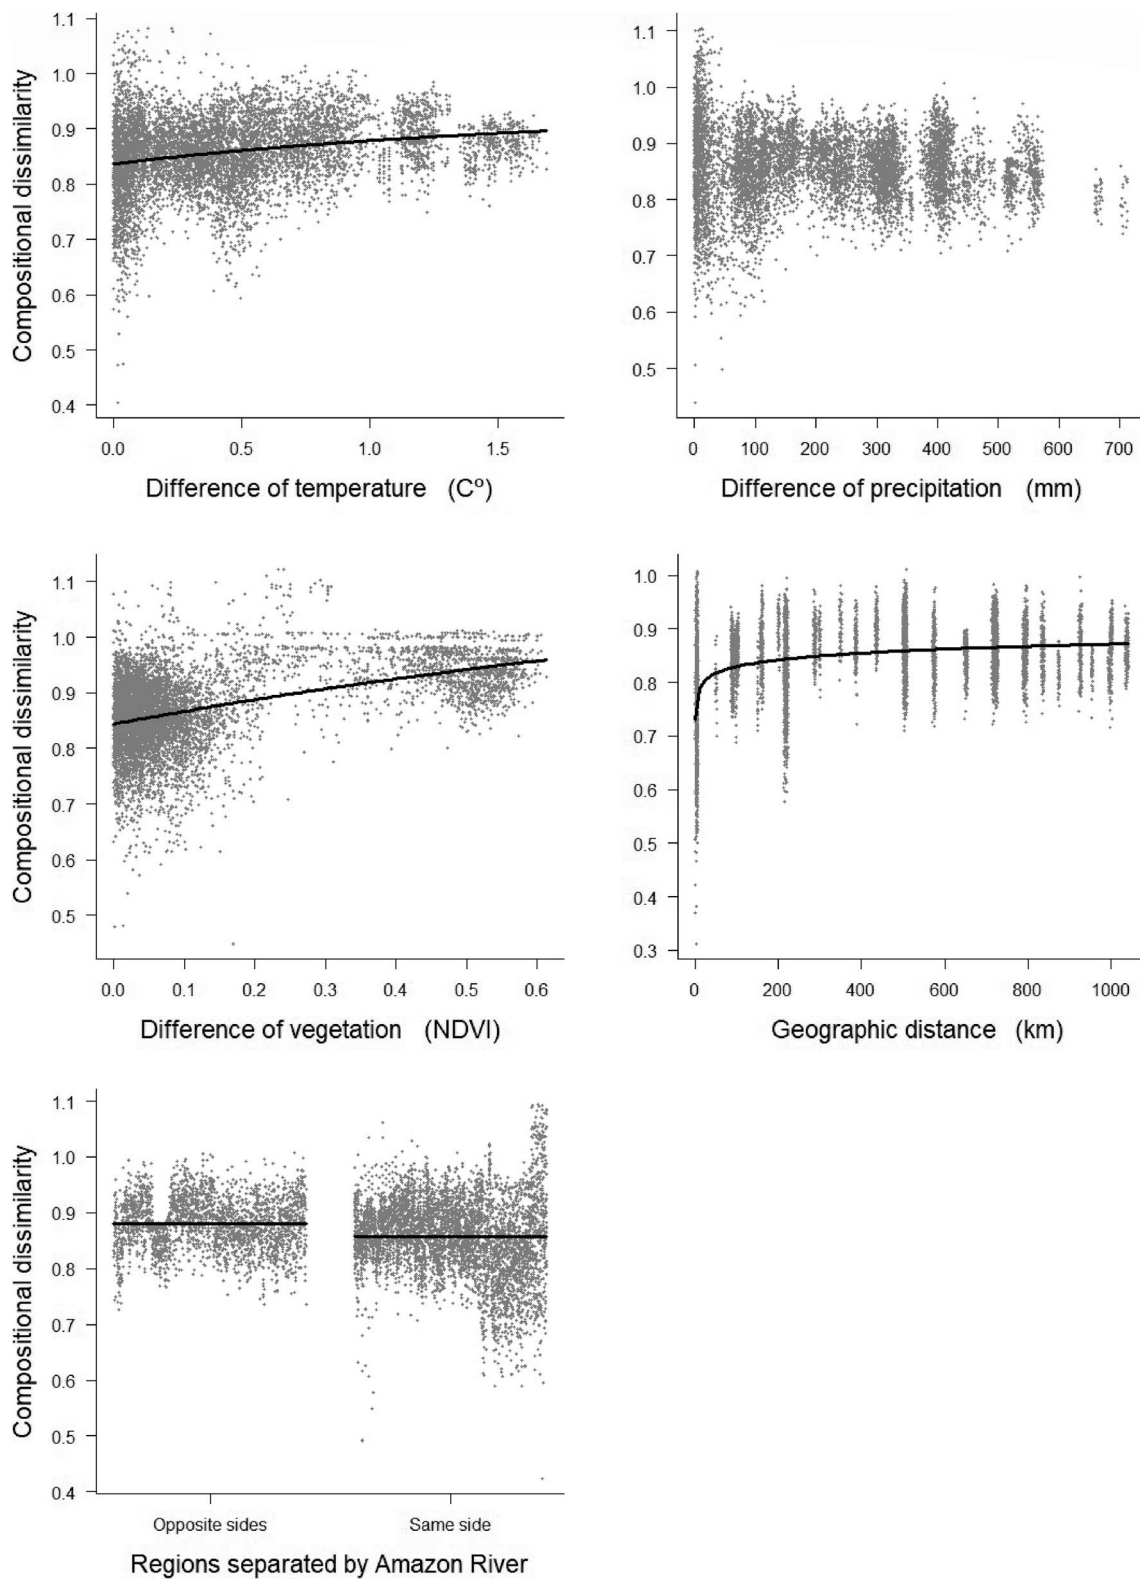 1.1
1.0
0.9
0.8
0.7
0.6
0.5
0.4
Compositional dissimilarity
0.0 0.5 1.0 1.5
Difference of temperature (Cº)
1.1
1.0
0.9
0.8
0.7
0.6
0.5
0 100 200 300 400 500 600 700
Difference of precipitation (mm)
1.1
1.0
0.9
0.8
0.7
0.6
0.5
Compositional dissimilarity
0.0 0.1 0.2 0.3 0.4 0.5 0.6
Difference of vegetation (NDVI)
1.0
0.9
0.8
0.7
0.6
0.5
0.4
0.3
0 200 400 600 800 1000
Geographic distance (km)
1.1
1.0
0.9
0.8
0.7
0.6
0.5
0.4
Compositional dissimilarity
Opposite sides Same side
Regions separated by Amazon River